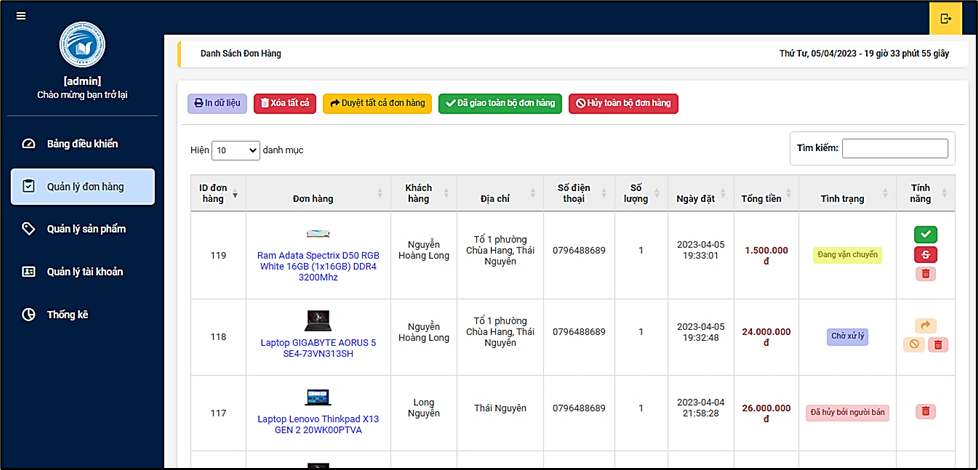 [admin]
Chào mừng bạn trở lại
Bảng điều khiển
Quản lý đơn hàng
Quản lý sản phẩm
Quản lý tài khoản
Thống kê
Danh Sách Đơn Hàng
Thứ Tư, 05/04/2023 - 19 giờ 33 phút 55 giây
In dữ liệu
Xóa tất cả
Duyệt tất cả đơn hàng
Đã giao toàn bộ đơn hàng
Hủy toàn bộ đơn hàng
Hiện 10 danh mục
Tìm kiếm:
ID đơn
hàng
Đơn hàng
Khách
hàng
Địa chỉ
Số điện
thoại
Số
lượng
Ngày đặt
Tổng tiền
Tình trạng
Tính
năng
119
Ram Adata Spectrix D50 RGB
White 16GB (1x16GB) DDR4
3200Mhz
Nguyễn
Hoàng Long
Tổ 1 phường
Chùa Hang, Thái
Nguyên
0796488689
1
2023-04-05
19:33:01
1.500.000
đ
Đang vận chuyển
118
Laptop GIGABYTE AORUS 5
SE4-73VN313SH
Nguyễn
Hoàng Long
Tổ 1 phường
Chùa Hang, Thái
Nguyên
0796488689
1
2023-04-05
19:32:48
24.000.000
đ
Chờ xử lý
117
Laptop Lenovo Thinkpad X13
GEN 2 20WK00PTVA
Long
Nguyễn
Thái Nguyên
0796488689
1
2023-04-04
21:58:28
26.000.000
đ
Đã hủy bởi người bán